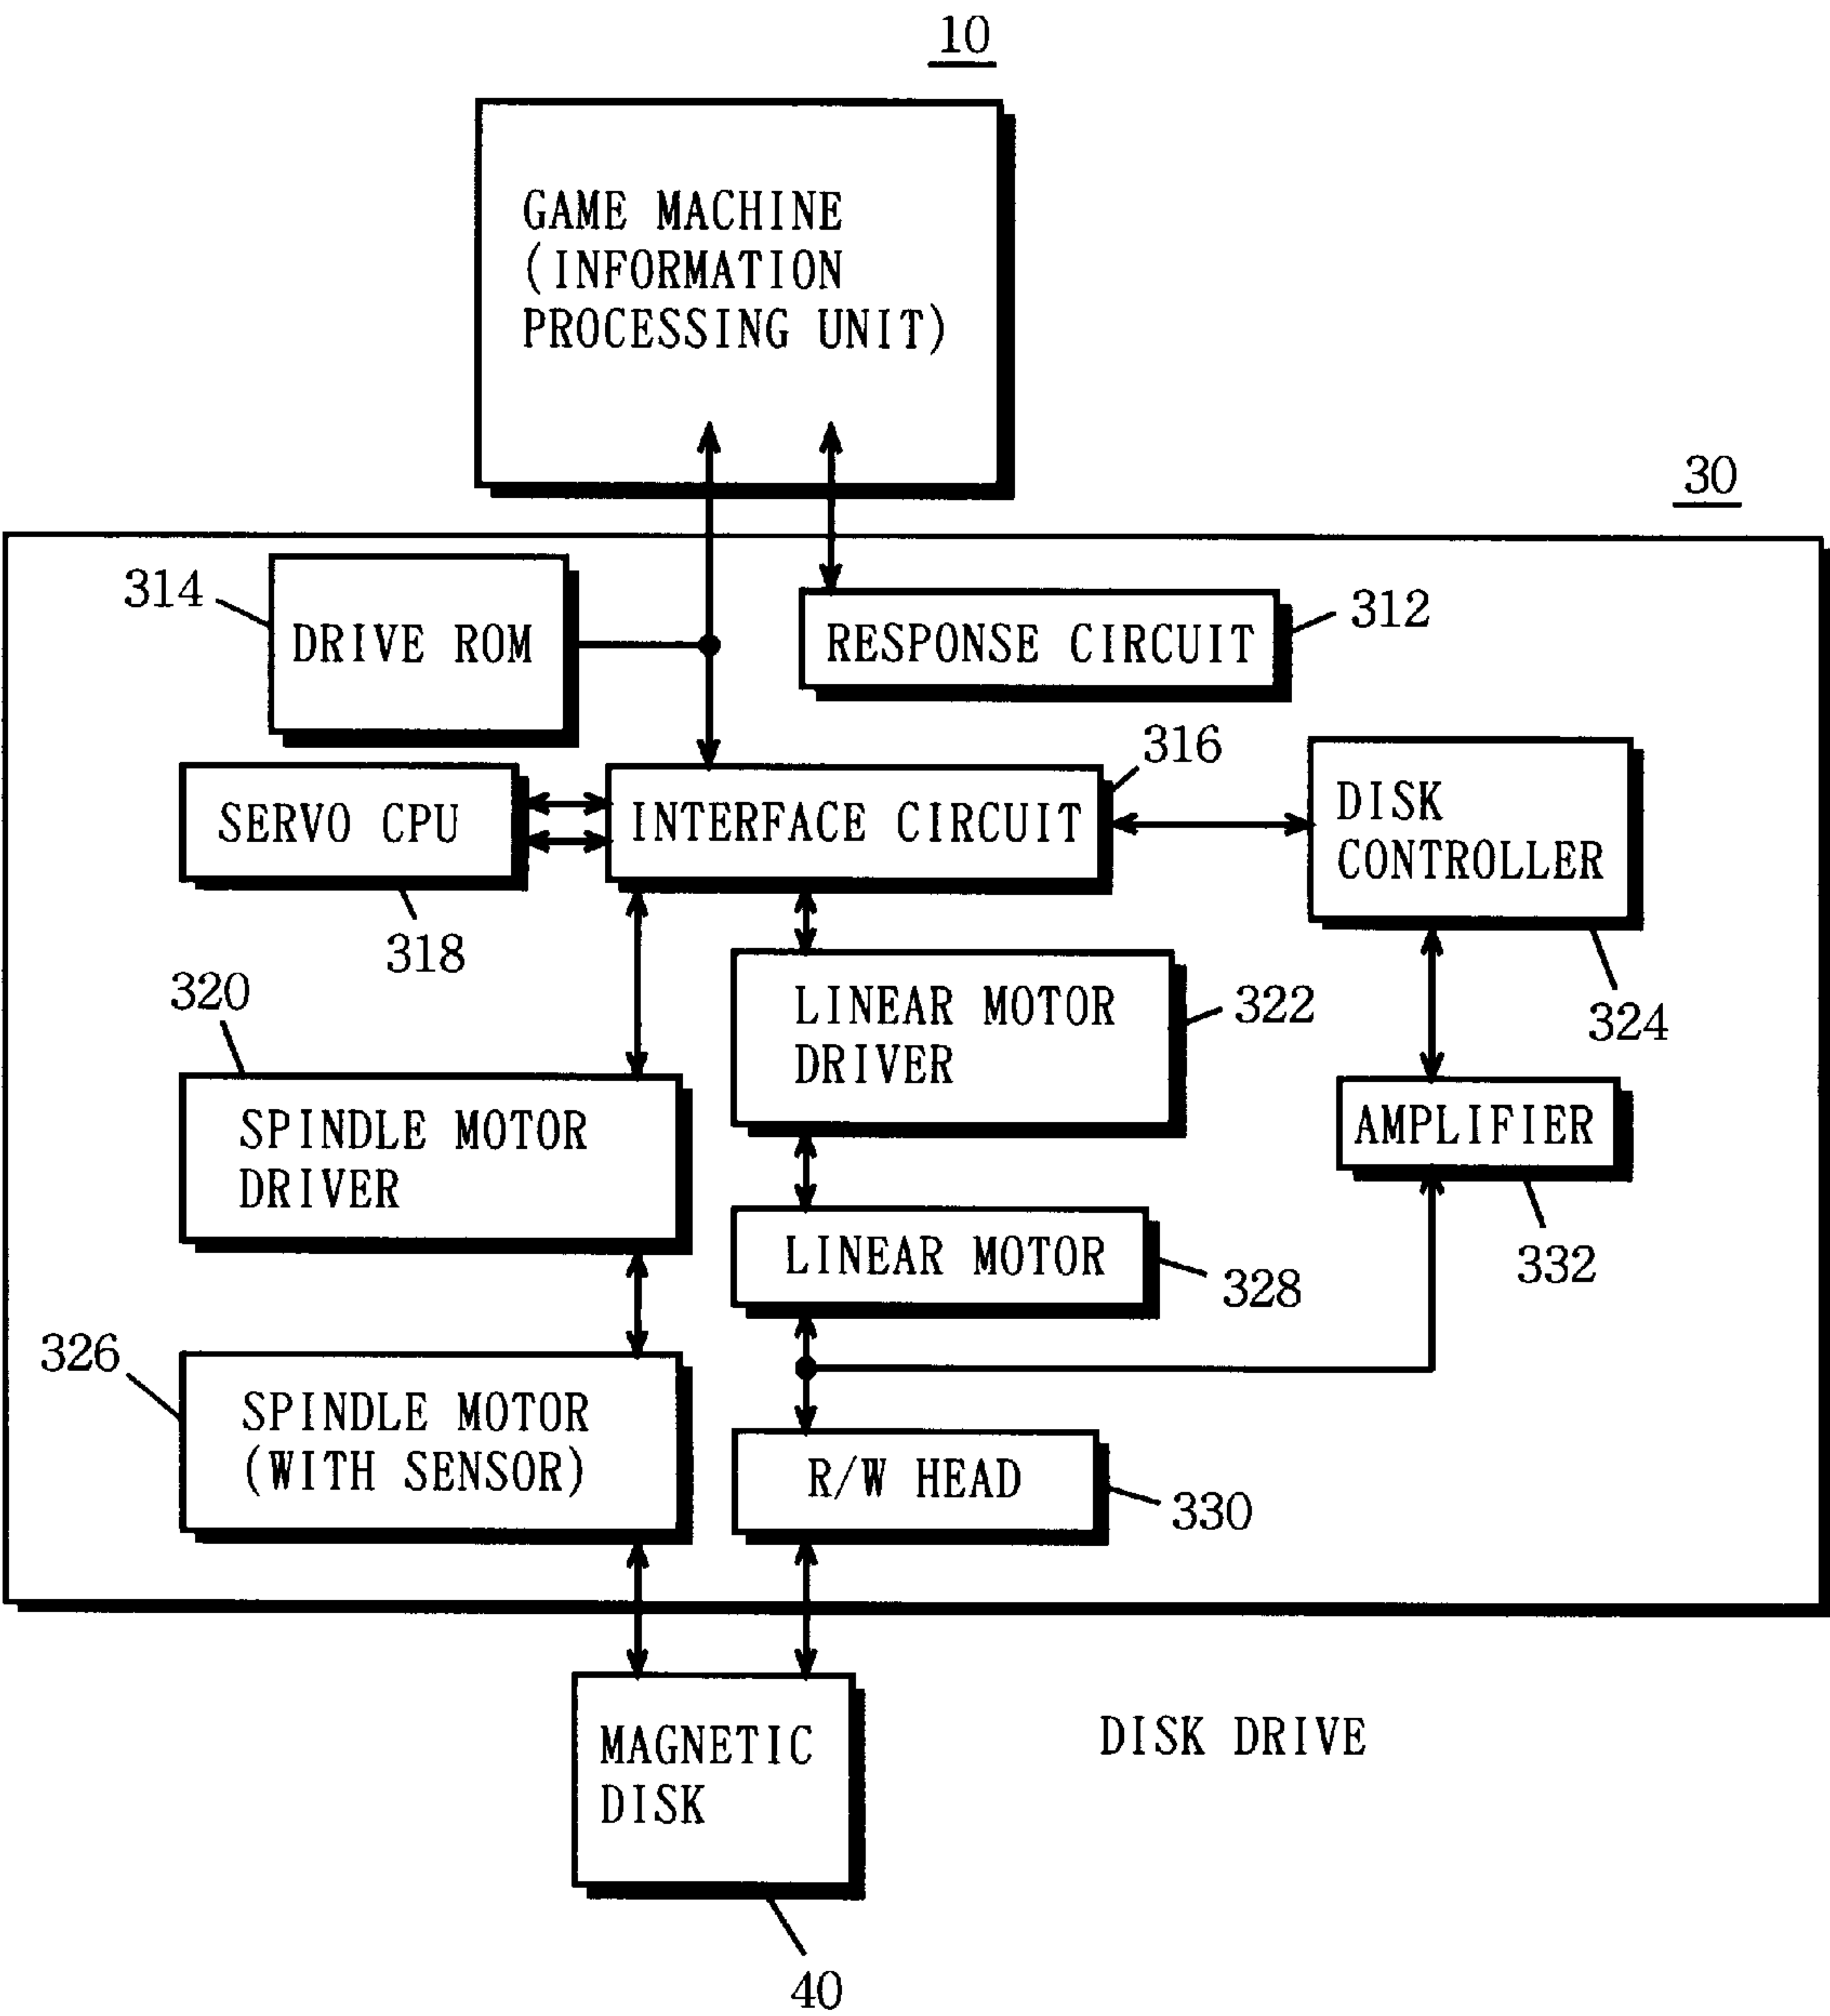 10
GAME MACHINE
(INFORMATION
PROCESSING UNIT)
30
314
DRIVE ROM
312
RESPONSE CIRCUIT
316
SERVO CPU
INTERFACE CIRCUIT
DISK
CONTROLLER
318
320
LINEAR MOTOR
DRIVER
322
324
SPINDLE MOTOR
DRIVER
AMPLIFIER
LINEAR MOTOR
328
332
326
SPINDLE MOTOR
(WITH SENSOR)
R/W HEAD
330
MAGNETIC
DISK
DISK DRIVE
40